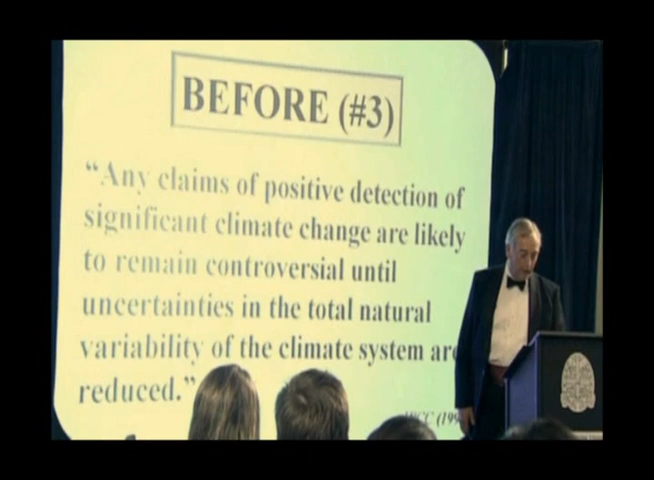 BEFORE (#3)
“Any claims of positive detection of
significant climate change are likely
to remain controversial until
uncertainties in the total natural
variability of the climate system are
reduced.”